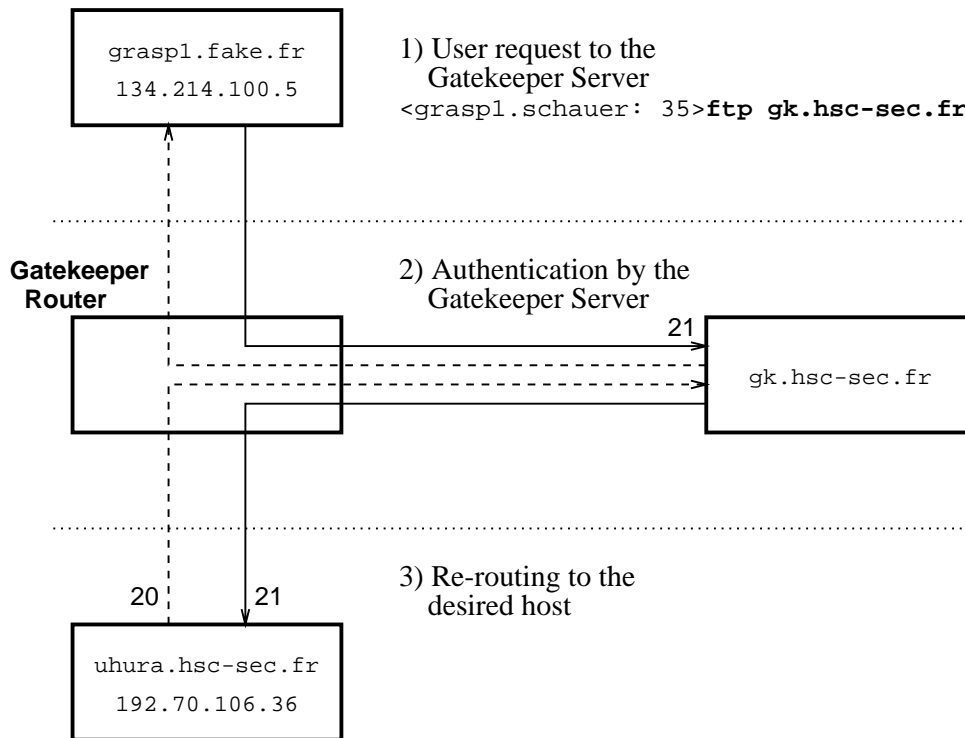 grasp1.fake.fr
134.214.100.5
1) User request to the
Gatekeeper Server
<grasp1.schauer: 35>ftp gk.hsc-sec.fr
Gatekeeper
Router
2) Authentication by the
Gatekeeper Server
21
gk.hsc-sec.fr
3) Re-routing to the
desired host
20
21
uhura.hsc-sec.fr
192.70.106.36